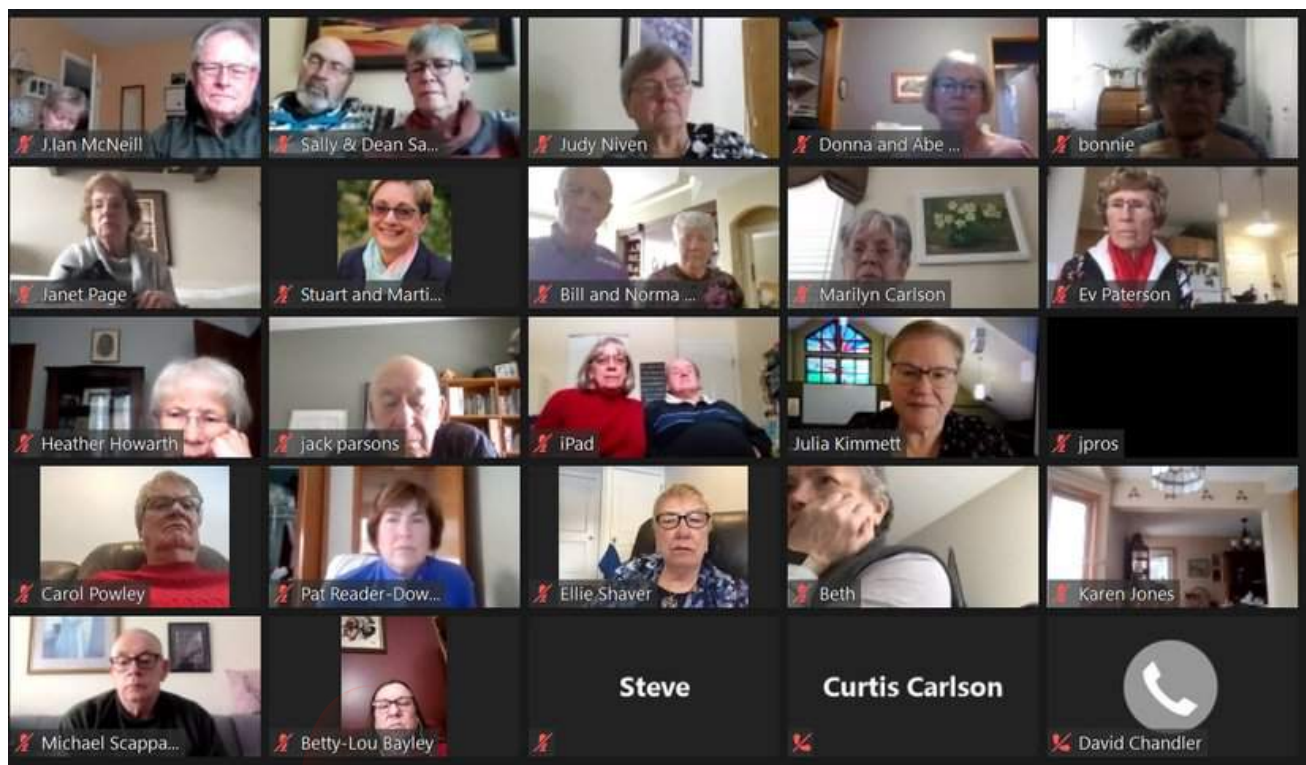 J.Ian McNeill
Sally & Dean Sa...
Judy Niven
Donna and Abe ...
bonnie
Janet Page
Stuart and Marti...
Bill and Norma ...
Marilyn Carlson
Ev Paterson
Heather Howarth
jack parsons
iPad
Julia Kimmett
jpros
Carol Powley
Pat Reader-Dow...
Ellie Shaver
Beth
Karen Jones
Michael Scappa...
Betty-Lou Bayley
Steve
Curtis Carlson
David Chandler